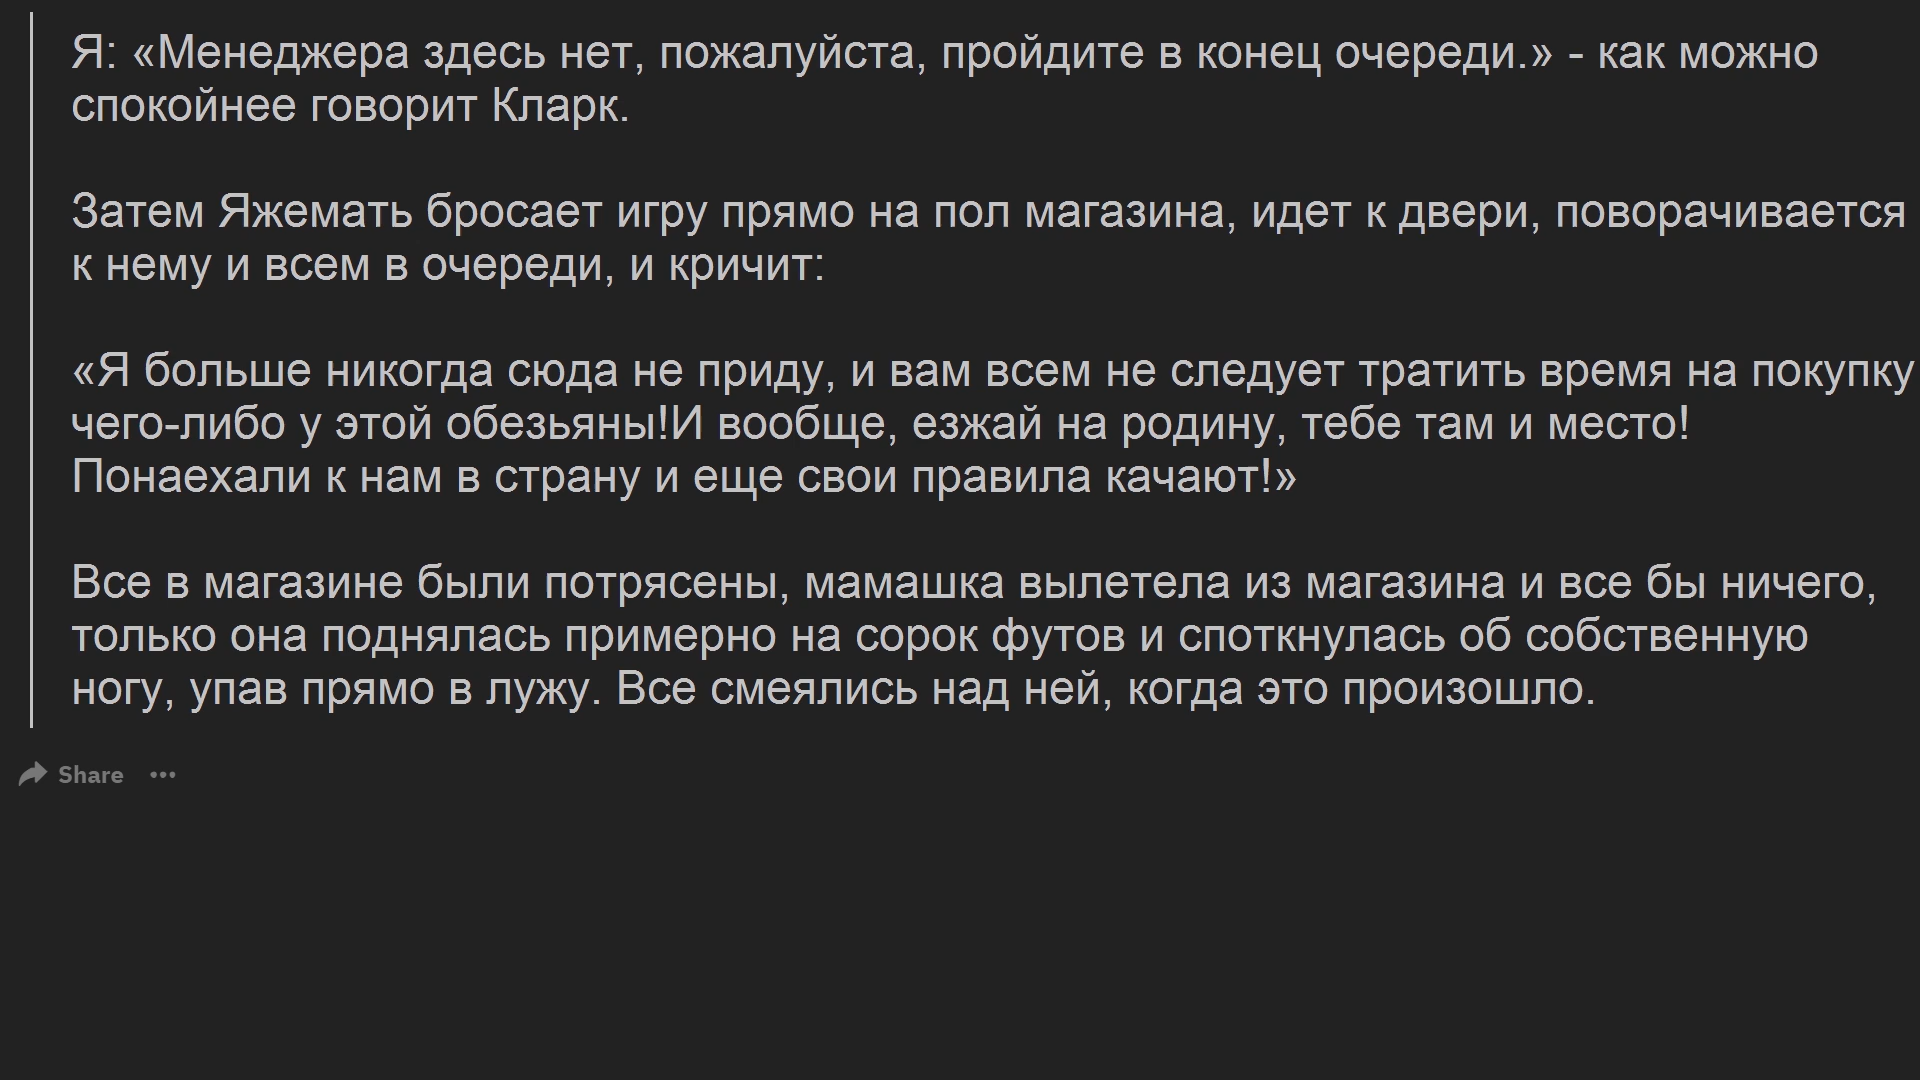 Я: «Менеджера здесь нет, пожалуйста, пройдите в конец очереди.» - как можно
спокойнее говорит Кларк.
Затем Яжемать бросает игру прямо на пол магазина, идет к двери, поворачивается
к нему и всем в очереди, и кричит:
«Я больше никогда сюда не приду, и вам всем не следует тратить время на покупку
чего-либо у этой обезьяны!И вообще, езжай на родину, тебе там и место!
Понаехали к нам в страну и еще свои правила качают!»
Все в магазине были потрясены, мамашка вылетела из магазина и все бы ничего,
только она поднялась примерно на сорок футов и споткнулась об собственную
ногу, упав прямо в лужу. Все смеялись над ней, когда это произошло.
Share ···